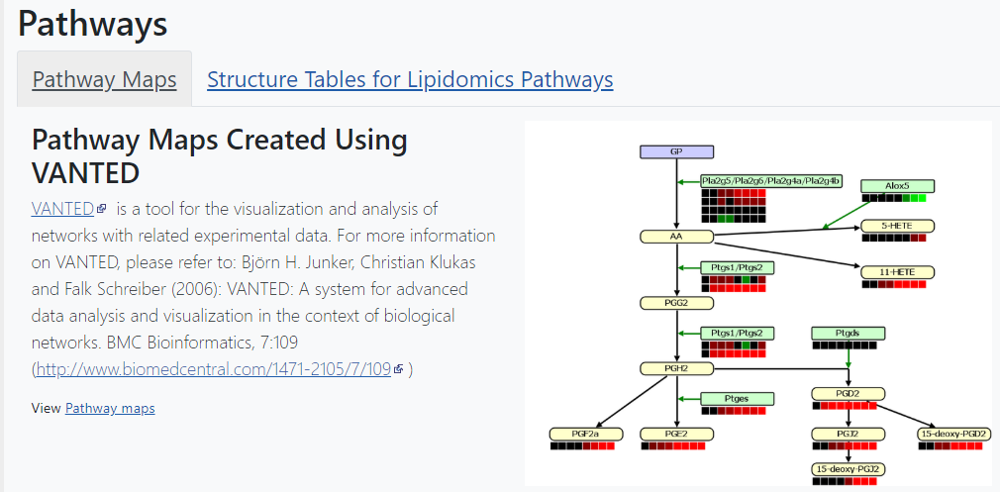 Pathways
Pathway Maps
Structure Tables for Lipidomics Pathways
Pathway Maps Created Using
VANTED
VANTED is a tool for the visualization and analysis of
networks with related experimental data. For more information
on VANTED, please refer to: Björn H. Junker, Christian Klukas
and Falk Schreiber (2006): VANTED: A system for advanced
data analysis and visualization in the context of biological
networks. BMC Bioinformatics, 7:109
(http://www.biomedcentral.com/1471-2105/7/109 )
View Pathway maps
GP
Pla2g5/Pla2g6/Pla2g4a/Pla2g4b
Alox5
AA
5-HETE
Ptgs1/Ptgs2
11-HETE
PGG2
Ptgs1/Ptgs2
Ptgds
PGH2
PGD2
Ptges
PGF2a
PGE2
PGJ2
15-deoxy-PGD2
15-deoxy-PGJ2